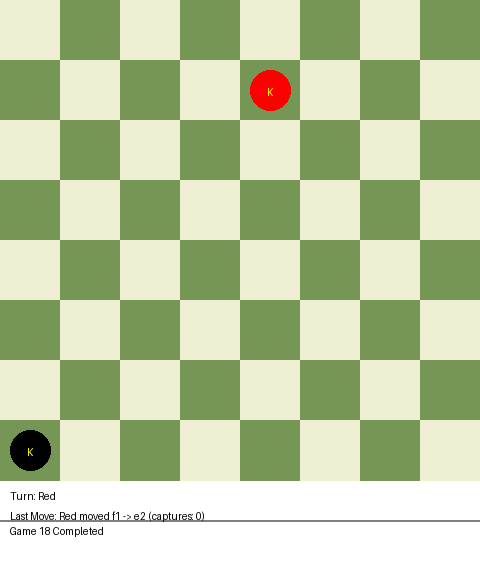 K
K
Turn: Red
Last Move: Red moved f1 -> e2 (captures: 0)
Game 18 Completed